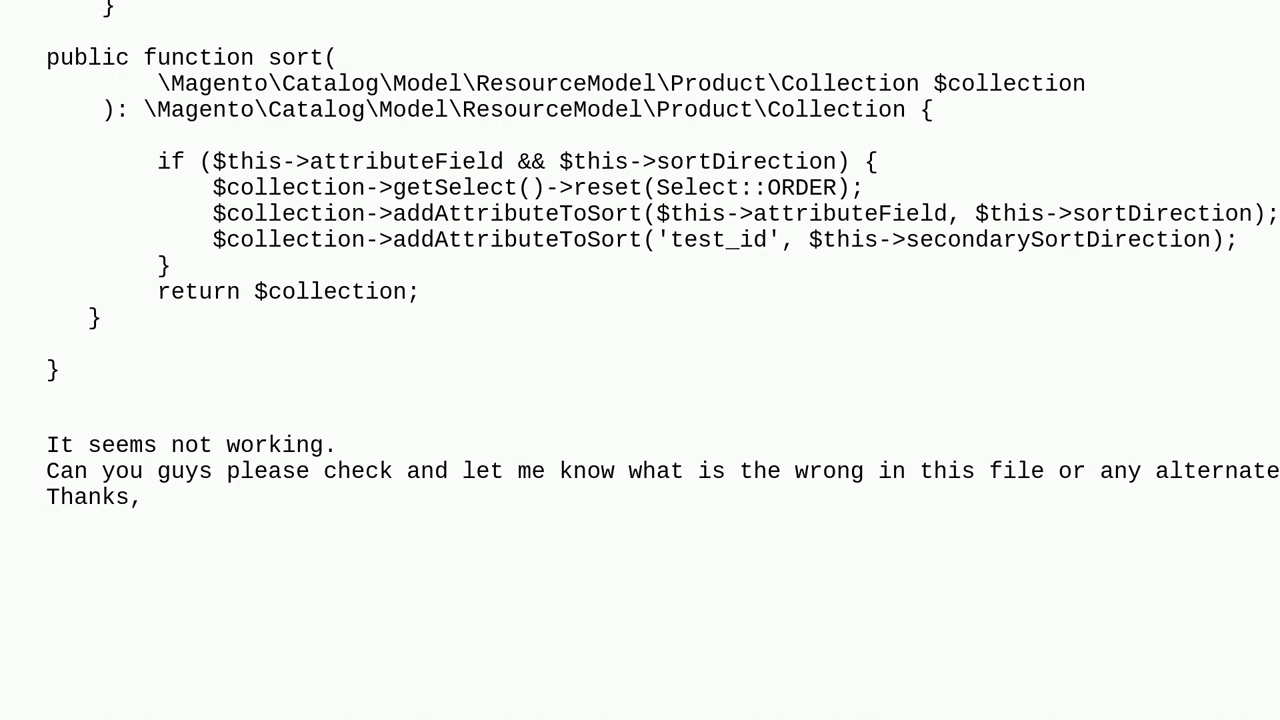 }
public function sort(
\Magento\Catalog\Model\ResourceModel\Product\Collection $collection
): \Magento\Catalog\Model\ResourceModel\Product\Collection {
if ($this->attributeField && $this->sortDirection) {
$collection->getSelect()->reset(Select::ORDER);
$collection->addAttributeToSort($this->attributeField, $this->sortDirection);
$collection->addAttributeToSort('test_id', $this->secondarySortDirection);
}
return $collection;
}
}
It seems not working.
Can you guys please check and let me know what is the wrong in this file or any alternate
Thanks,